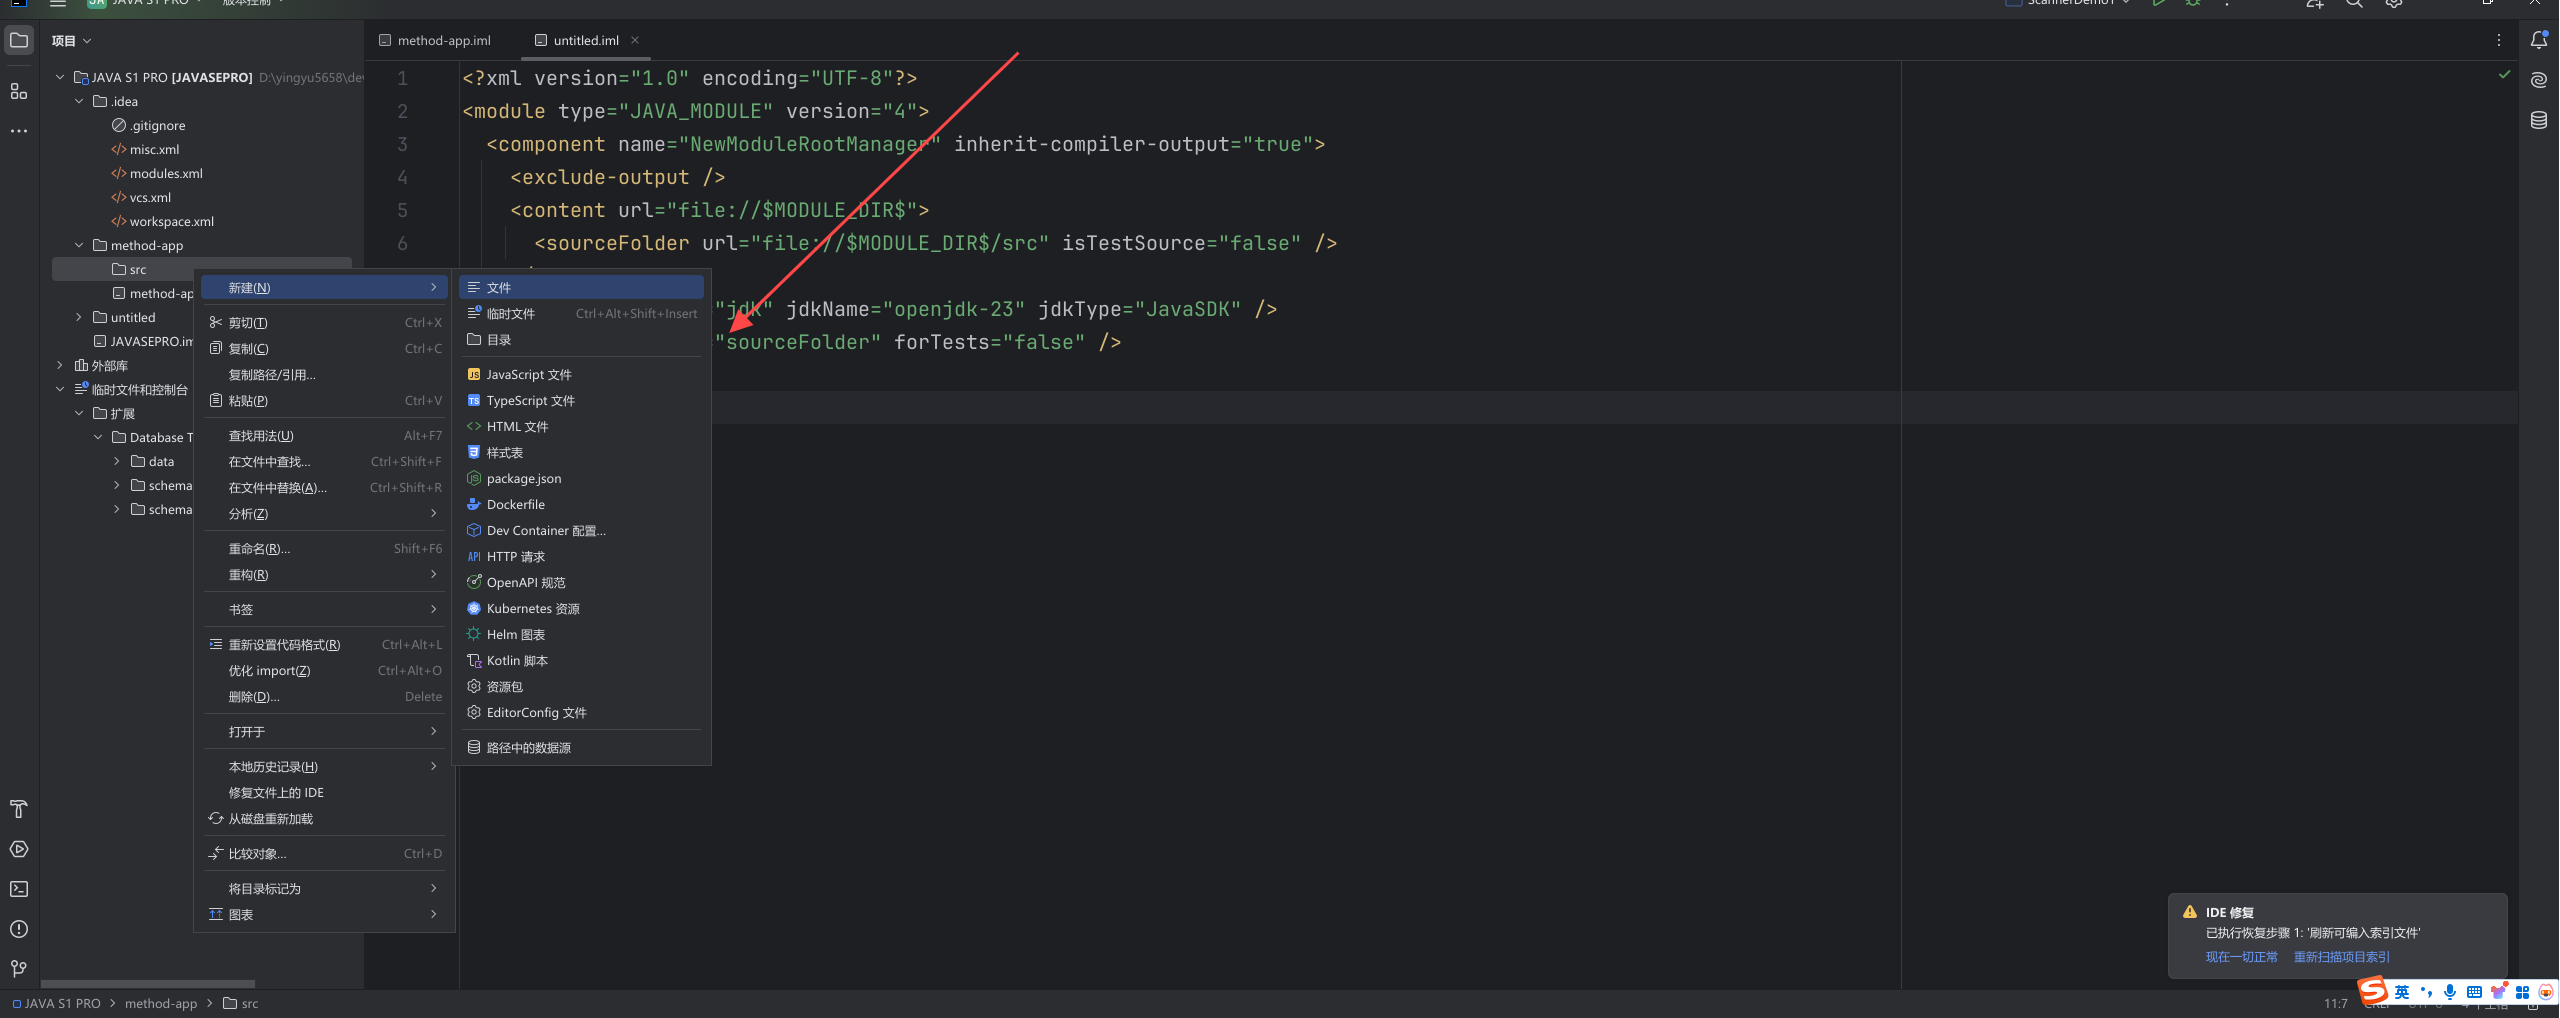 JAVA S1 PRO
版本控制
ScannerDemo1
项目
method-app.iml
untitled.iml
JAVA S1 PRO [JAVASEPRO] D:\yingyu5658\de
.idea
.gitignore
misc.xml
modules.xml
vcs.xml
workspace.xml
method-app
src
method-ap
untitled
JAVASEPRO.im
外部库
临时文件和控制台
扩展
Database T
data
schema
schema
1 <?xml version="1.0" encoding="UTF-8"?>
2 <module type="JAVA_MODULE" version="4">
3 <component name="NewModuleRootManager" inherit-compiler-output="true">
4 <exclude-output />
5 <content url="file://$MODULE_DIR$">
6 <sourceFolder url="file://$MODULE_DIR$/src" isTestSource="false" />
"jdk" jdkName="openjdk-23" jdkType="JavaSDK" />
"sourceFolder" forTests="false" />
新建(N)
剪切(T) Ctrl+X
复制(C) Ctrl+C
复制路径/引用...
粘贴(P) Ctrl+V
查找用法(U) Alt+F7
在文件中查找... Ctrl+Shift+F
在文件中替换(A)... Ctrl+Shift+R
分析(Z)
重命名(R)... Shift+F6
重构(R)
书签
重新设置代码格式(R) Ctrl+Alt+L
优化 import(Z) Ctrl+Alt+O
删除(D)... Delete
打开于
本地历史记录(H)
修复文件上的 IDE
从磁盘重新加载
比较对象... Ctrl+D
将目录标记为
图表
文件
临时文件 Ctrl+Alt+Shift+Insert
目录
JavaScript 文件
TypeScript 文件
HTML 文件
样式表
package.json
Dockerfile
Dev Container 配置...
HTTP 请求
OpenAPI 规范
Kubernetes 资源
Helm 图表
Kotlin 脚本
资源包
EditorConfig 文件
路径中的数据源
IDE 修复
已执行恢复步骤 1: '刷新可编入索引文件'
现在一切正常 重新扫描项目索引
JAVA S1 PRO > method-app > src
11:7
英